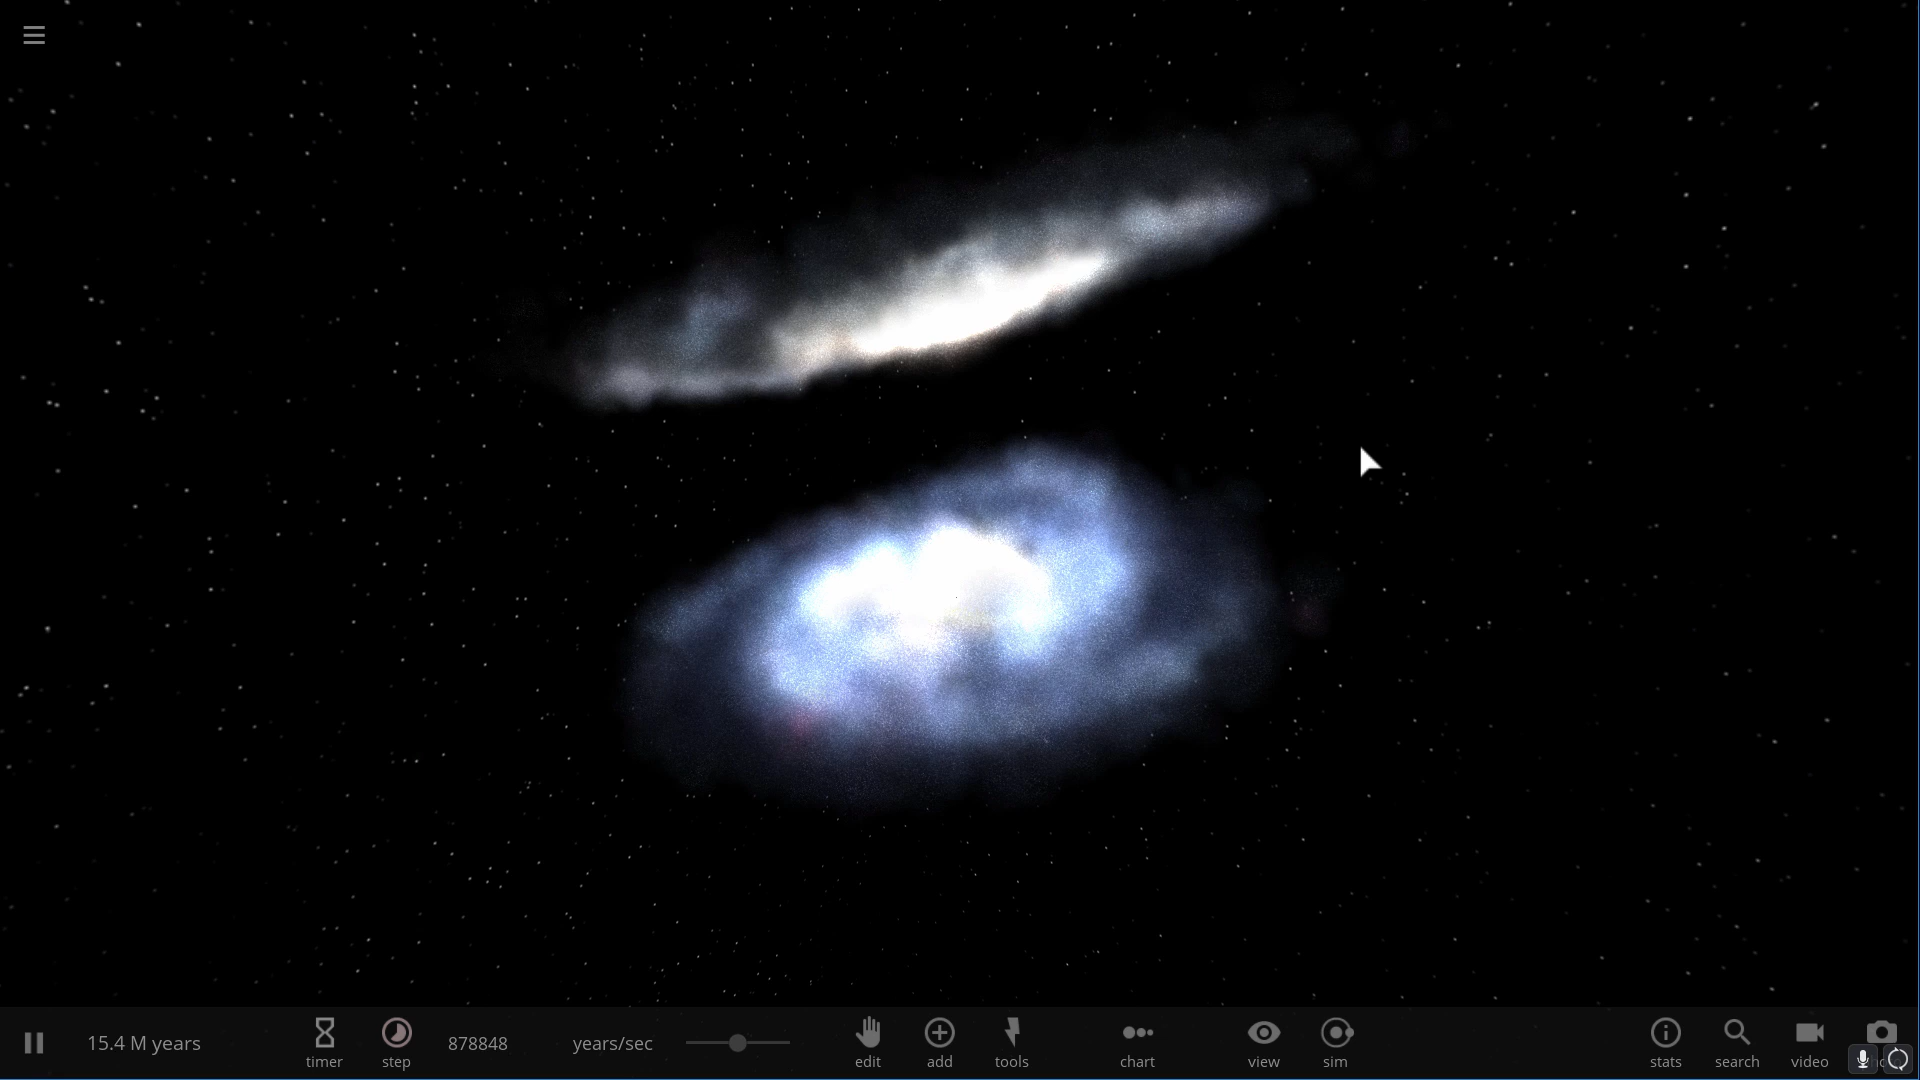 15.4 M years
timer
step
878848
years/sec
edit
add
tools
chart
view
sim
stats
search
video